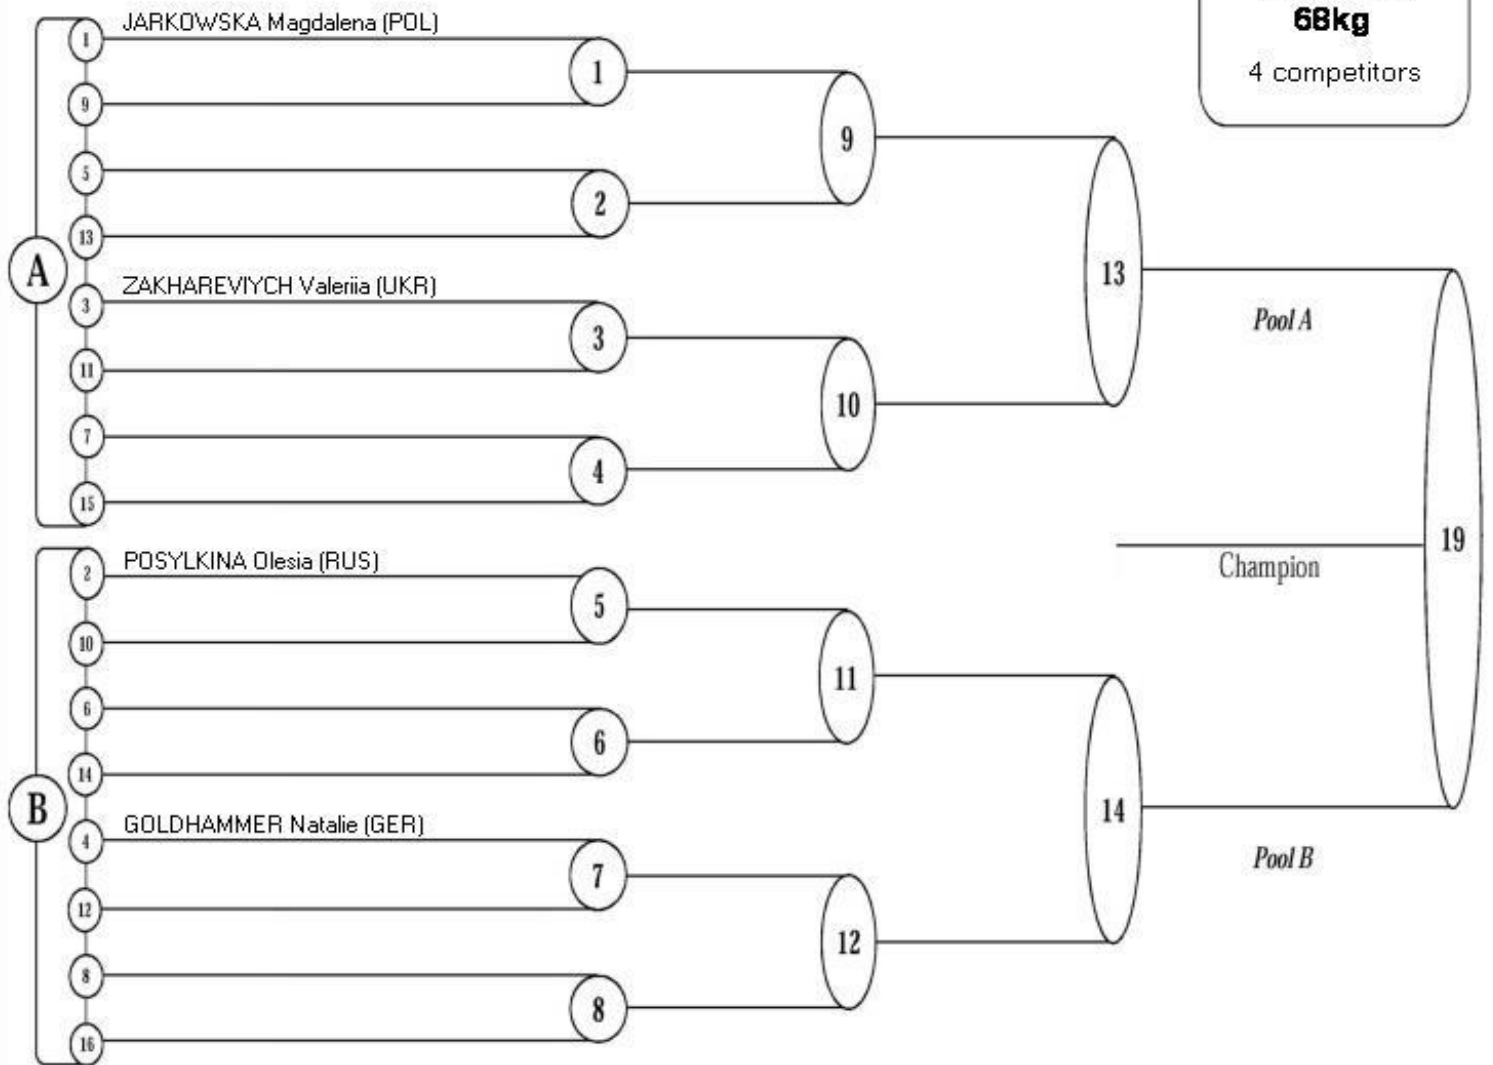 68kg
4 competitors
JARKOWSKA Magdalena (POL)
1
1
9
9
5
2
13
A
13
ZAKHAREVIYCH Valeriia (UKR)
3
3
11
10
7
4
15
Pool A
POSYLKINA Olesia (RUS)
2
5
10
11
6
6
14
B
14
GOLDHAMMER Natalie (GER)
4
7
12
12
8
8
16
Pool B
19
Champion